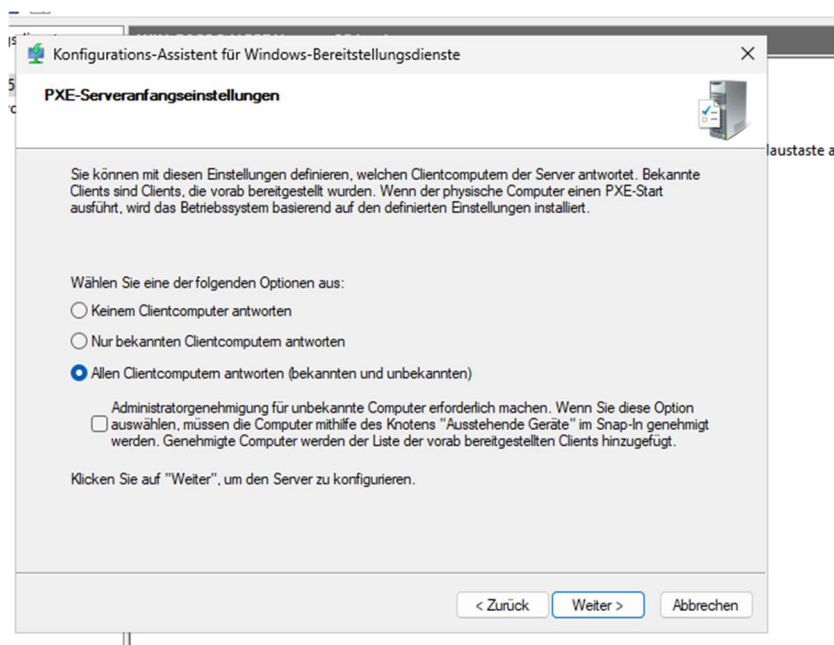 Konfigurations-Assistent für Windows-Bereitstellungsdienste
PXE-Serveranfangseinstellungen
laustaste a
Sie können mit diesen Einstellungen definieren, welchen Clientcomputern der Server antwortet. Bekannte
Clients sind Clients, die vorab bereitgestellt wurden. Wenn der physische Computer einen PXE-Start
ausführt, wird das Betriebssystem basierend auf den definierten Einstellungen installiert.
Wählen Sie eine der folgenden Optionen aus:
Keinem Clientcomputer antworten
Nur bekannten Clientcomputern antworten
Allen Clientcomputern antworten (bekannten und unbekannten)
Administratorgenehmigung für unbekannte Computer erforderlich machen. Wenn Sie diese Option
auswählen, müssen die Computer mithilfe des Knotens "Ausstehende Geräte" im Snap-In genehmigt
werden. Genehmigte Computer werden der Liste der vorab bereitgestellten Clients hinzugefügt.
Klicken Sie auf "Weiter", um den Server zu konfigurieren.
< Zurück Weiter > Abbrechen